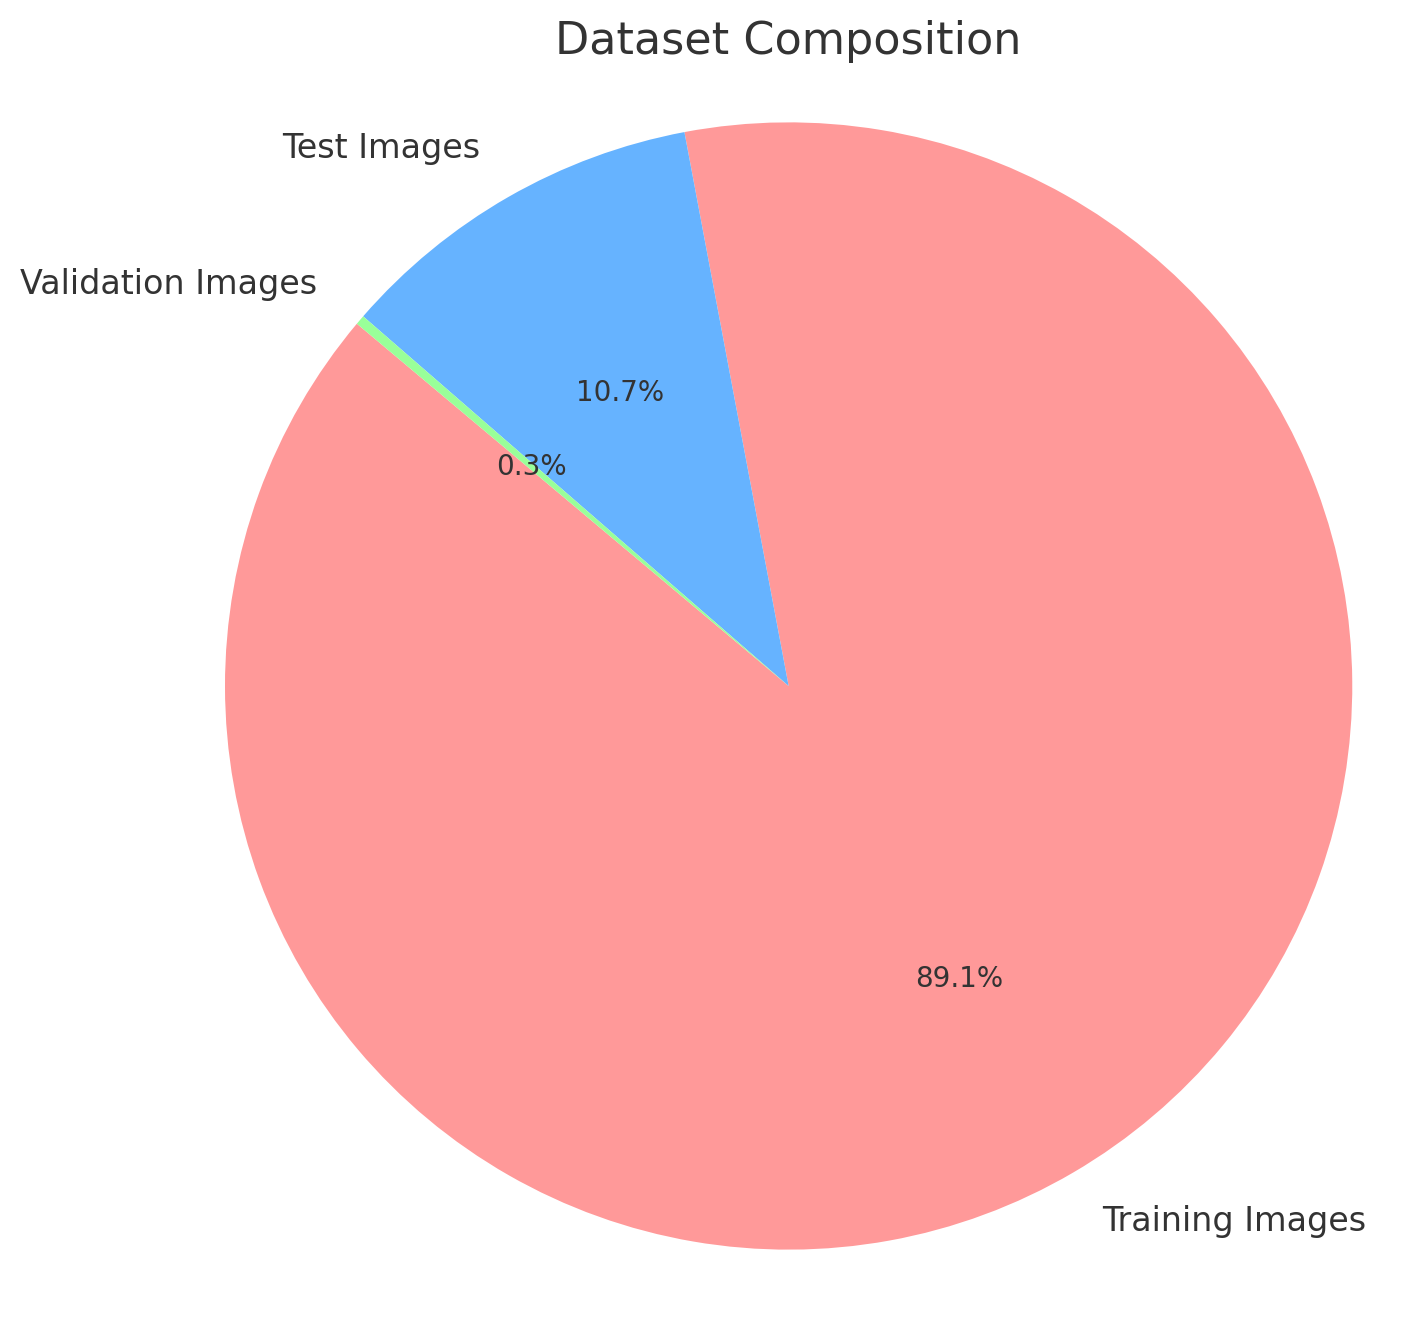 Dataset Composition
Test Images
Validation Images
10.7%
0.3%
89.1%
Training Images